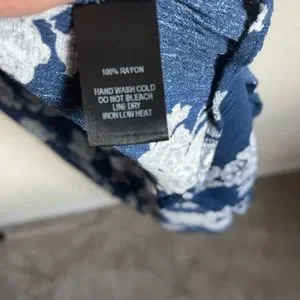 100% RAYON
HAND WASH COLD
DO NOT BLEACH
LINE DRY
IRON LOW HEAT